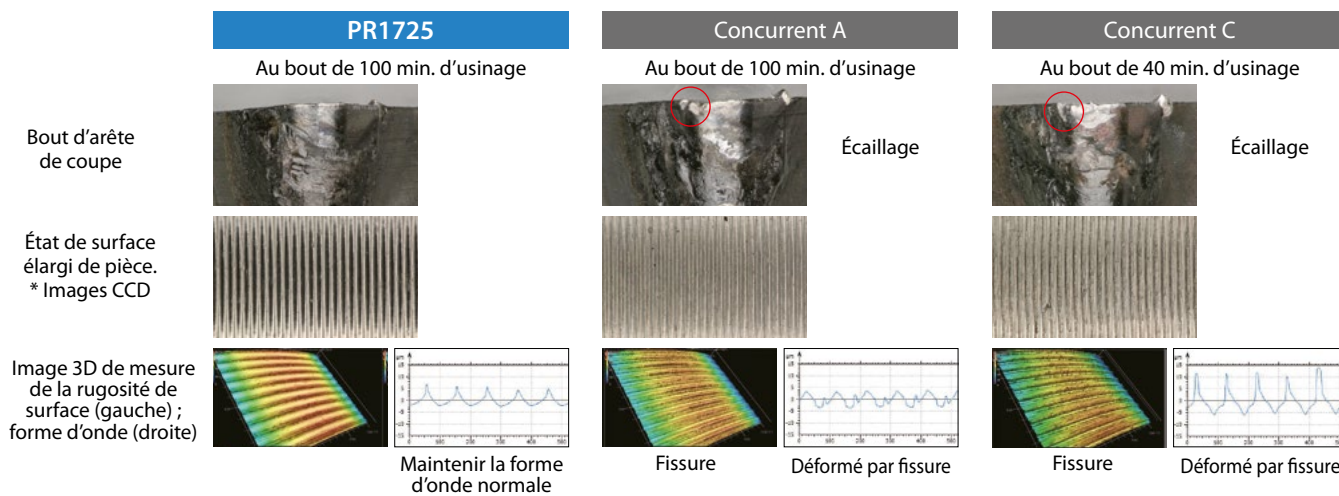 PR1725
Concurrent A
Concurrent C
Au bout de 100 min. d'usinage
Au bout de 100 min. d'usinage
Au bout de 40 min. d'usinage
Bout d'arête
de coupe
Écaillage
Écaillage
État de surface
élargi de pièce.
* Images CCD
Image 3D de mesure
de la rugosité de
surface (gauche) ;
forme d'onde (droite)
Maintenir la forme
d'onde normale
Fissure
Déformé par fissure
Fissure
Déformé par fissure